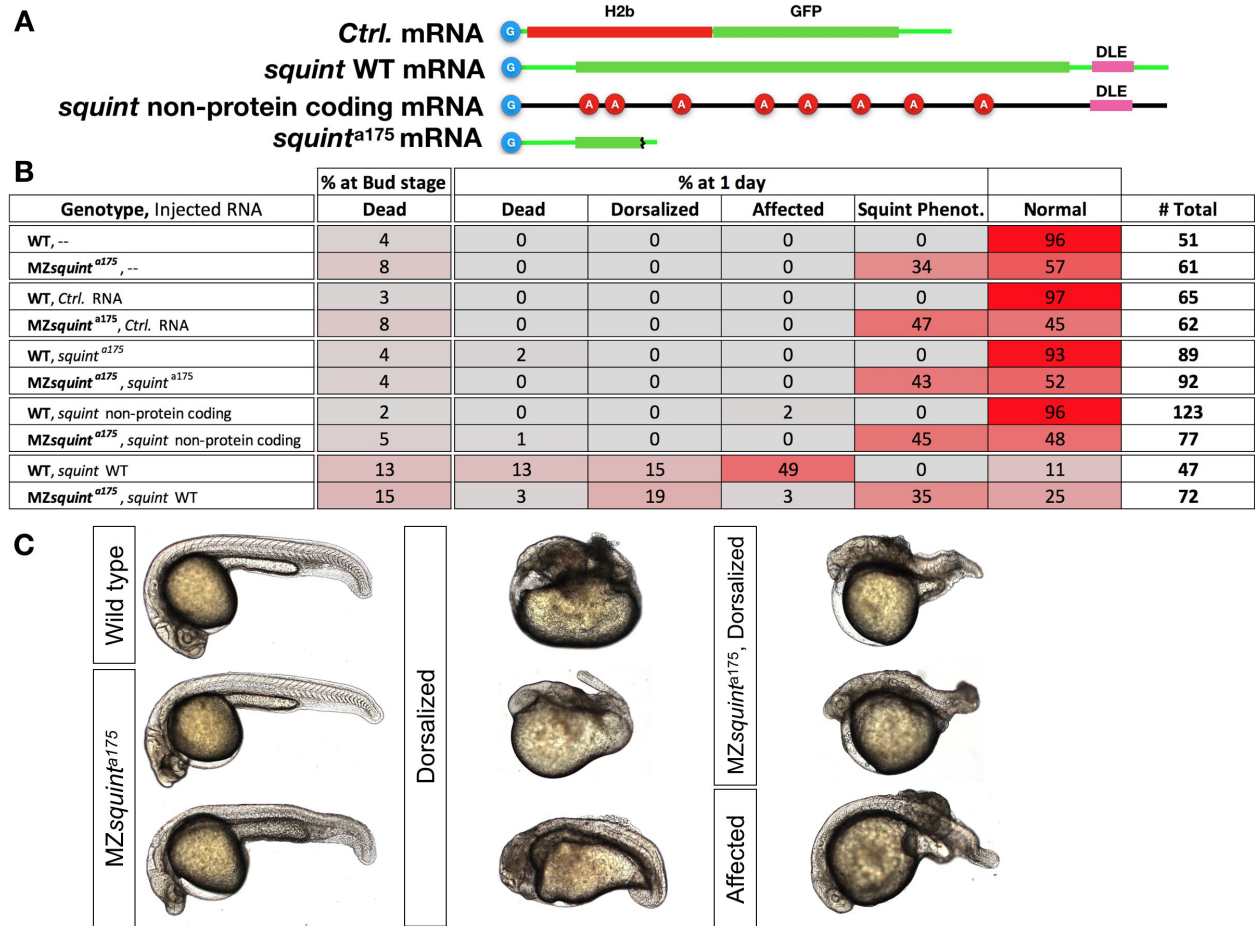 A
H2b GFP
Ctrl. mRNA G
DLE
squint WT mRNA G
DLE
squint non-protein coding mRNA G A A A A A A A A
squint a175 mRNA G
B
% at Bud stage % at 1 day
Genotype, Injected RNA Dead Dead Dorsalized Affected Squint Phenot. Normal # Total
WT, -- 4 0 0 0 0 96 51
MZsquint a175, -- 8 0 0 0 34 57 61
WT, Ctrl. RNA 3 0 0 0 0 97 65
MZsquint a175, Ctrl. RNA 8 0 0 0 47 45 62
WT, squint a175 4 2 0 0 0 93 89
MZsquint a175, squint a175 4 0 0 0 43 52 92
WT, squint non-protein coding 2 0 0 2 0 96 123
MZsquint a175, squint non-protein coding 5 1 0 0 45 48 77
WT, squint WT 13 13 15 49 0 11 47
MZsquint a175, squint WT 15 3 19 3 35 25 72
C
Wild type
MZsquint a175
Dorsalized
MZsquint a175, Dorsalized
Affected